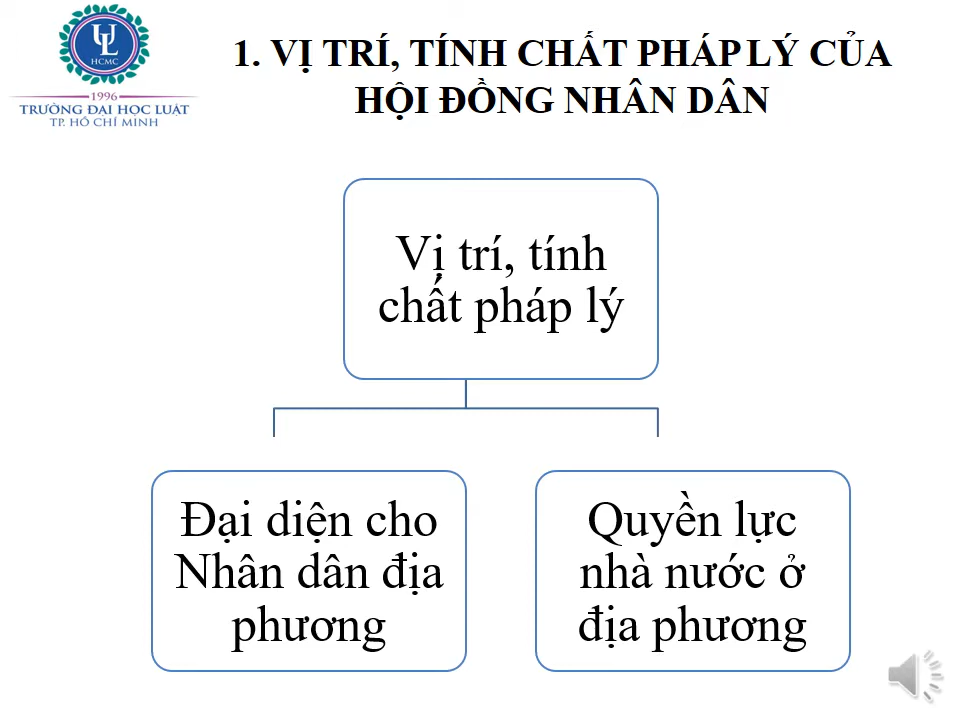 UL
HCMC
1996
TRƯỜNG ĐẠI HỌC LUẬT
TP. HỒ CHÍ MINH
1. VỊ TRÍ, TÍNH CHẤT PHÁP LÝ CỦA
HỘI ĐỒNG NHÂN DÂN
Vị trí, tính
chất pháp lý
Đại diện cho
Nhân dân địa
phương
Quyền lực
nhà nước ở
địa phương